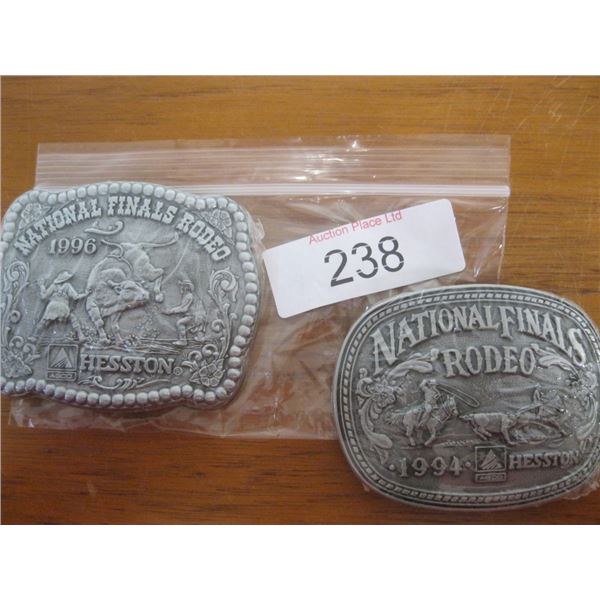 NATIONAL FINALS RODEO
1996
HESSTON
Auction Place Ltd
238
NATIONAL FINALS
RODEO
·1994·
HESSTON